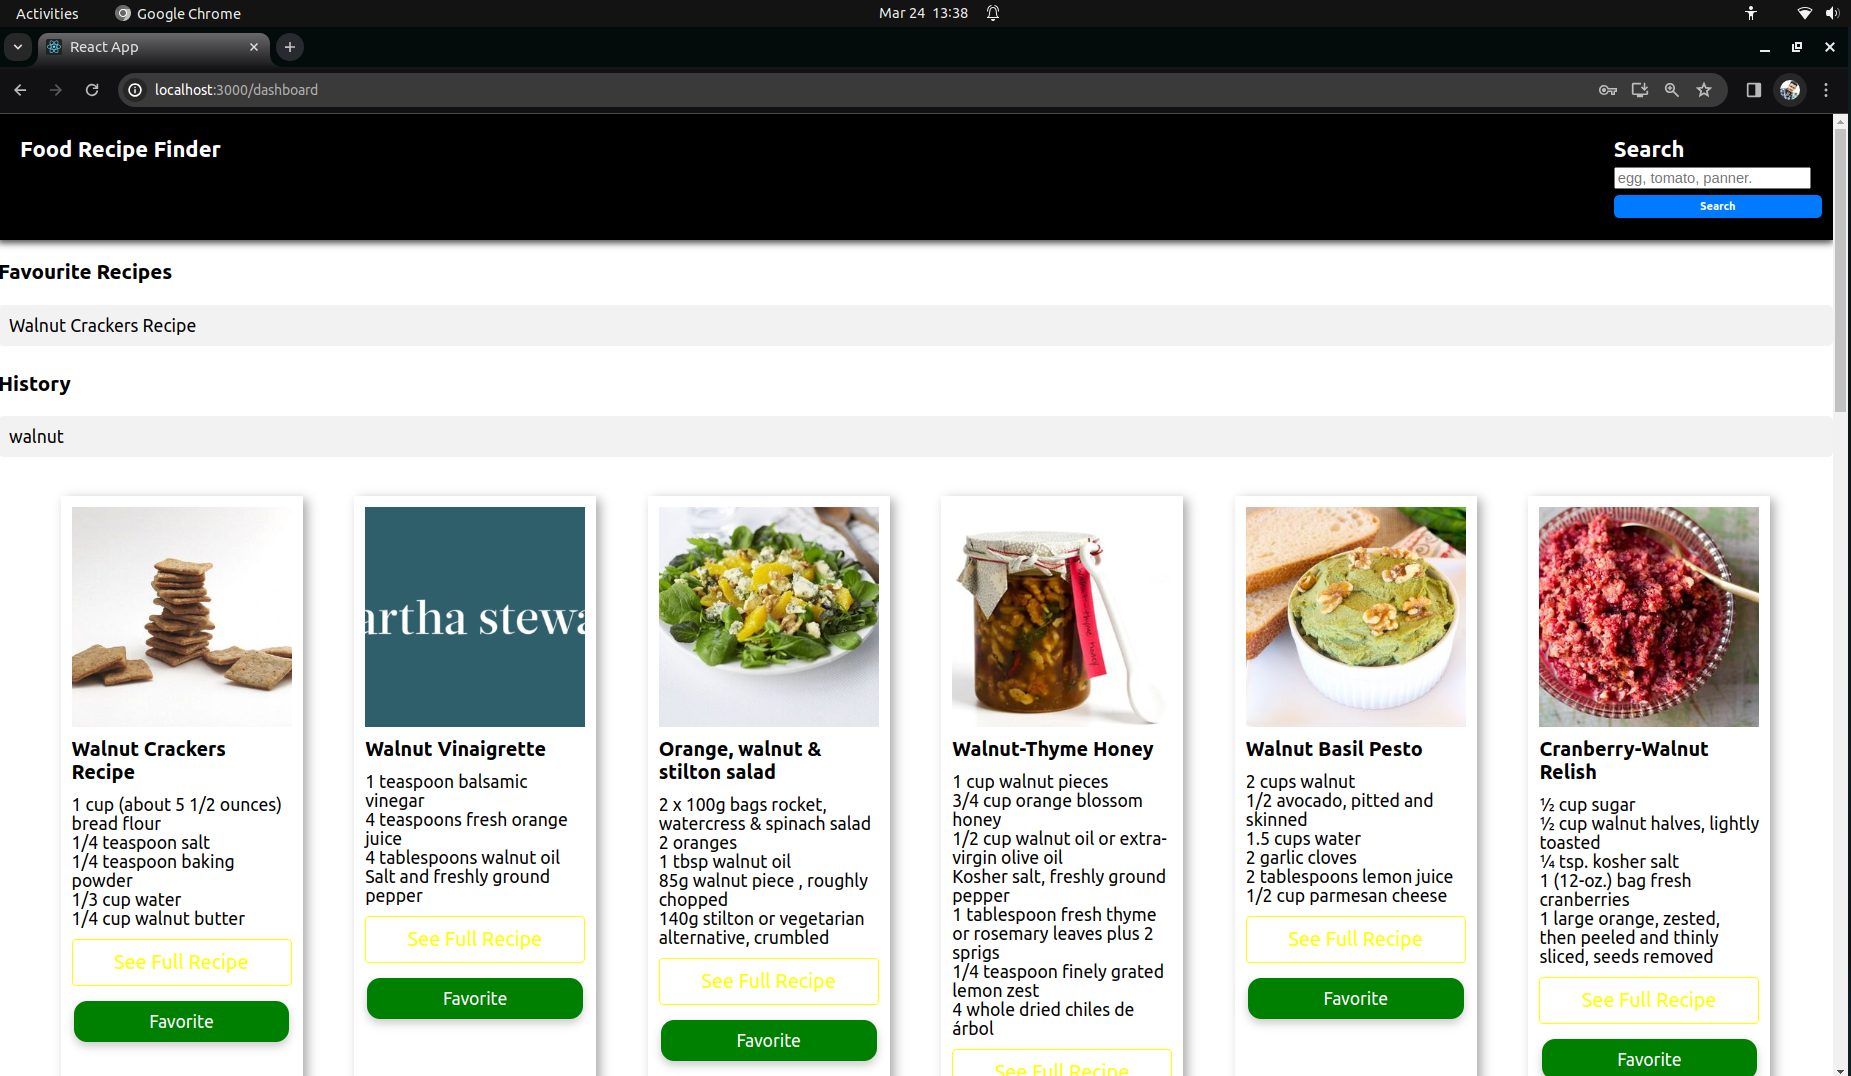 Activities
Google Chrome
Mar 24 13:38
React App
localhost:3000/dashboard
Food Recipe Finder
Search
egg, tomato, panner.
Search
Favourite Recipes
Walnut Crackers Recipe
History
walnut
artha stewa
Walnut Crackers
Recipe
1 cup (about 5 1/2 ounces)
bread flour
1/4 teaspoon salt
1/4 teaspoon baking
powder
1/3 cup water
1/4 cup walnut butter
See Full Recipe
Favorite
Walnut Vinaigrette
1 teaspoon balsamic
vinegar
4 teaspoons fresh orange
juice
4 tablespoons walnut oil
Salt and freshly ground
pepper
See Full Recipe
Favorite
Orange, walnut &
stilton salad
2 x 100g bags rocket,
watercress & spinach salad
2 oranges
1 tbsp walnut oil
85g walnut piece , roughly
chopped
140g stilton or vegetarian
alternative, crumbled
See Full Recipe
Favorite
Walnut-Thyme Honey
1 cup walnut pieces
3/4 cup orange blossom
honey
1/2 cup walnut oil or extra-
virgin olive oil
Kosher salt, freshly ground
pepper
1 tablespoon fresh thyme
or rosemary leaves plus 2
sprigs
1/4 teaspoon finely grated
lemon zest
4 whole dried chiles de
árbol
See Full Recipe
Walnut Basil Pesto
2 cups walnut
1/2 avocado, pitted and
skinned
1.5 cups water
2 garlic cloves
2 tablespoons lemon juice
1/2 cup parmesan cheese
See Full Recipe
Favorite
Cranberry-Walnut
Relish
½ cup sugar
½ cup walnut halves, lightly
toasted
¼ tsp. kosher salt
1 (12-oz.) bag fresh
cranberries
1 large orange, zested,
then peeled and thinly
sliced, seeds removed
See Full Recipe
Favorite